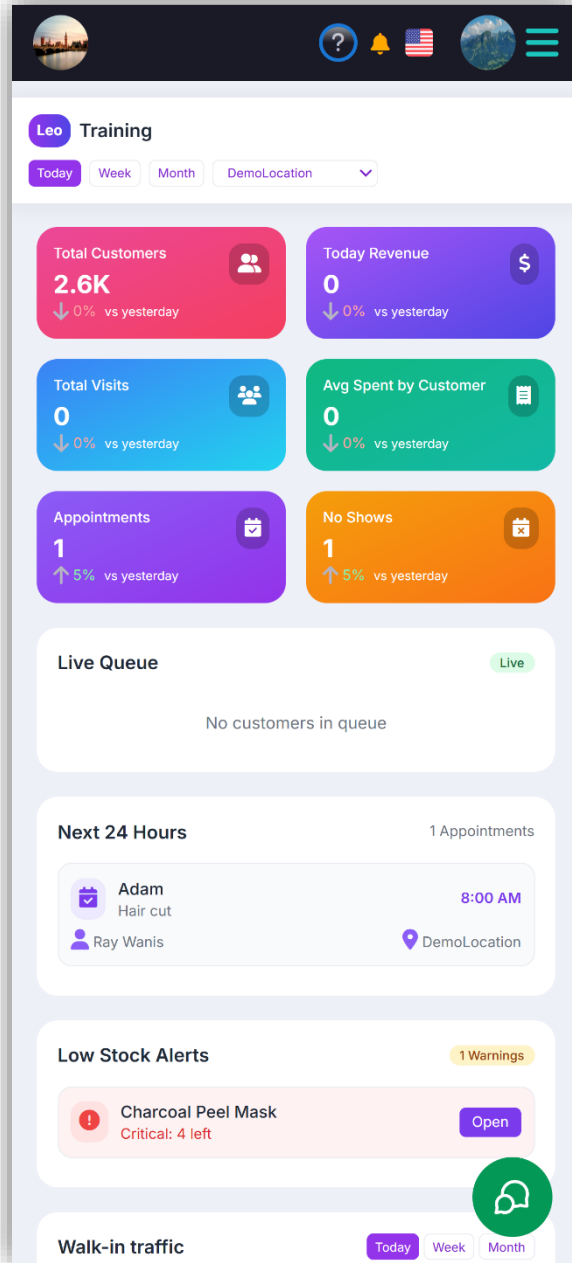 ?
Leo Training
Today Week Month DemoLocation
Total Customers
2.6K
0% vs yesterday
Today Revenue
$
0
0% vs yesterday
Total Visits
0
0% vs yesterday
Avg Spent by Customer
0
0% vs yesterday
Appointments
1
5% vs yesterday
No Shows
1
5% vs yesterday
Live Queue
Live
No customers in queue
Next 24 Hours
1 Appointments
Adam
Hair cut
8:00 AM
Ray Wanis
DemoLocation
Low Stock Alerts
1 Warnings
Charcoal Peel Mask
Critical: 4 left
Open
Walk-in traffic
Today Week Month